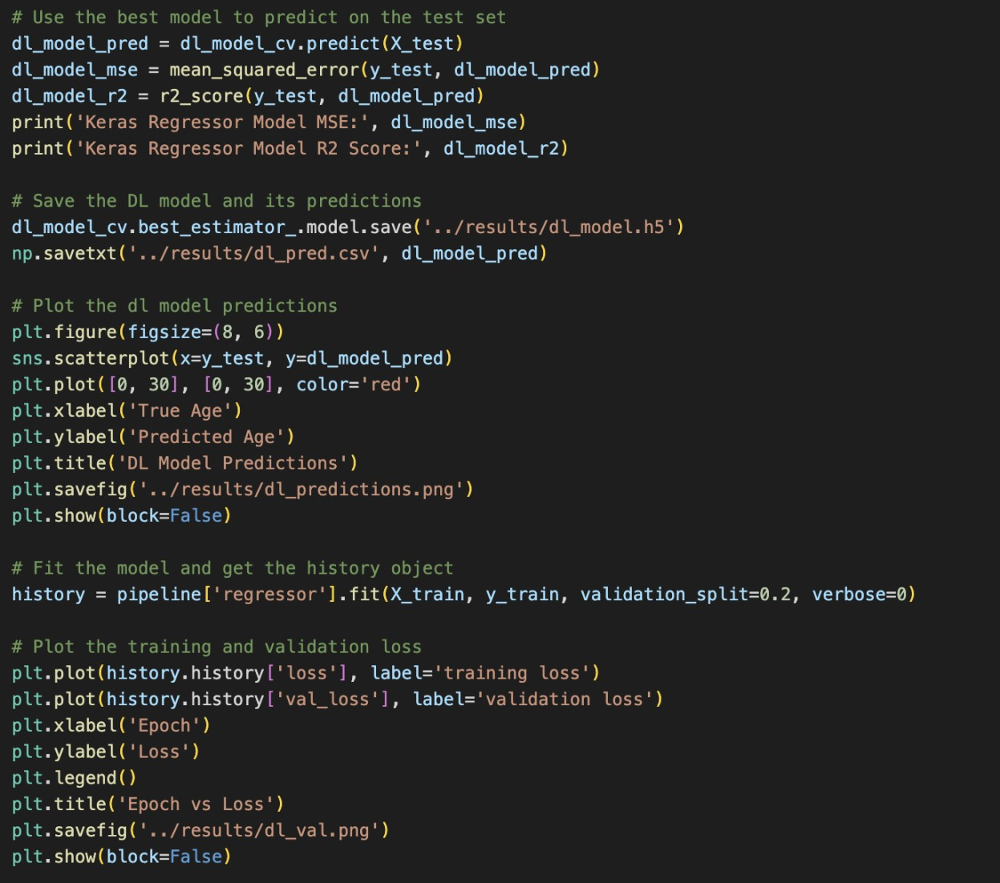 # Use the best model to predict on the test set
dl_model_pred = dl_model_cv.predict(X_test)
dl_model_mse = mean_squared_error(y_test, dl_model_pred)
dl_model_r2 = r2_score(y_test, dl_model_pred)
print('Keras Regressor Model MSE:', dl_model_mse)
print('Keras Regressor Model R2 Score:', dl_model_r2)

# Save the DL model and its predictions
dl_model_cv.best_estimator_.model.save('../results/dl_model.h5')
np.savetxt('../results/dl_pred.csv', dl_model_pred)

# Plot the dl model predictions
plt.figure(figsize=(8, 6))
sns.scatterplot(x=y_test, y=dl_model_pred)
plt.plot([0, 30], [0, 30], color='red')
plt.xlabel('True Age')
plt.ylabel('Predicted Age')
plt.title('DL Model Predictions')
plt.savefig('../results/dl_predictions.png')
plt.show(block=False)

# Fit the model and get the history object
history = pipeline['regressor'].fit(X_train, y_train, validation_split=0.2, verbose=0)

# Plot the training and validation loss
plt.plot(history.history['loss'], label='training loss')
plt.plot(history.history['val_loss'], label='validation loss')
plt.xlabel('Epoch')
plt.ylabel('Loss')
plt.legend()
plt.title('Epoch vs Loss')
plt.savefig('../results/dl_val.png')
plt.show(block=False)